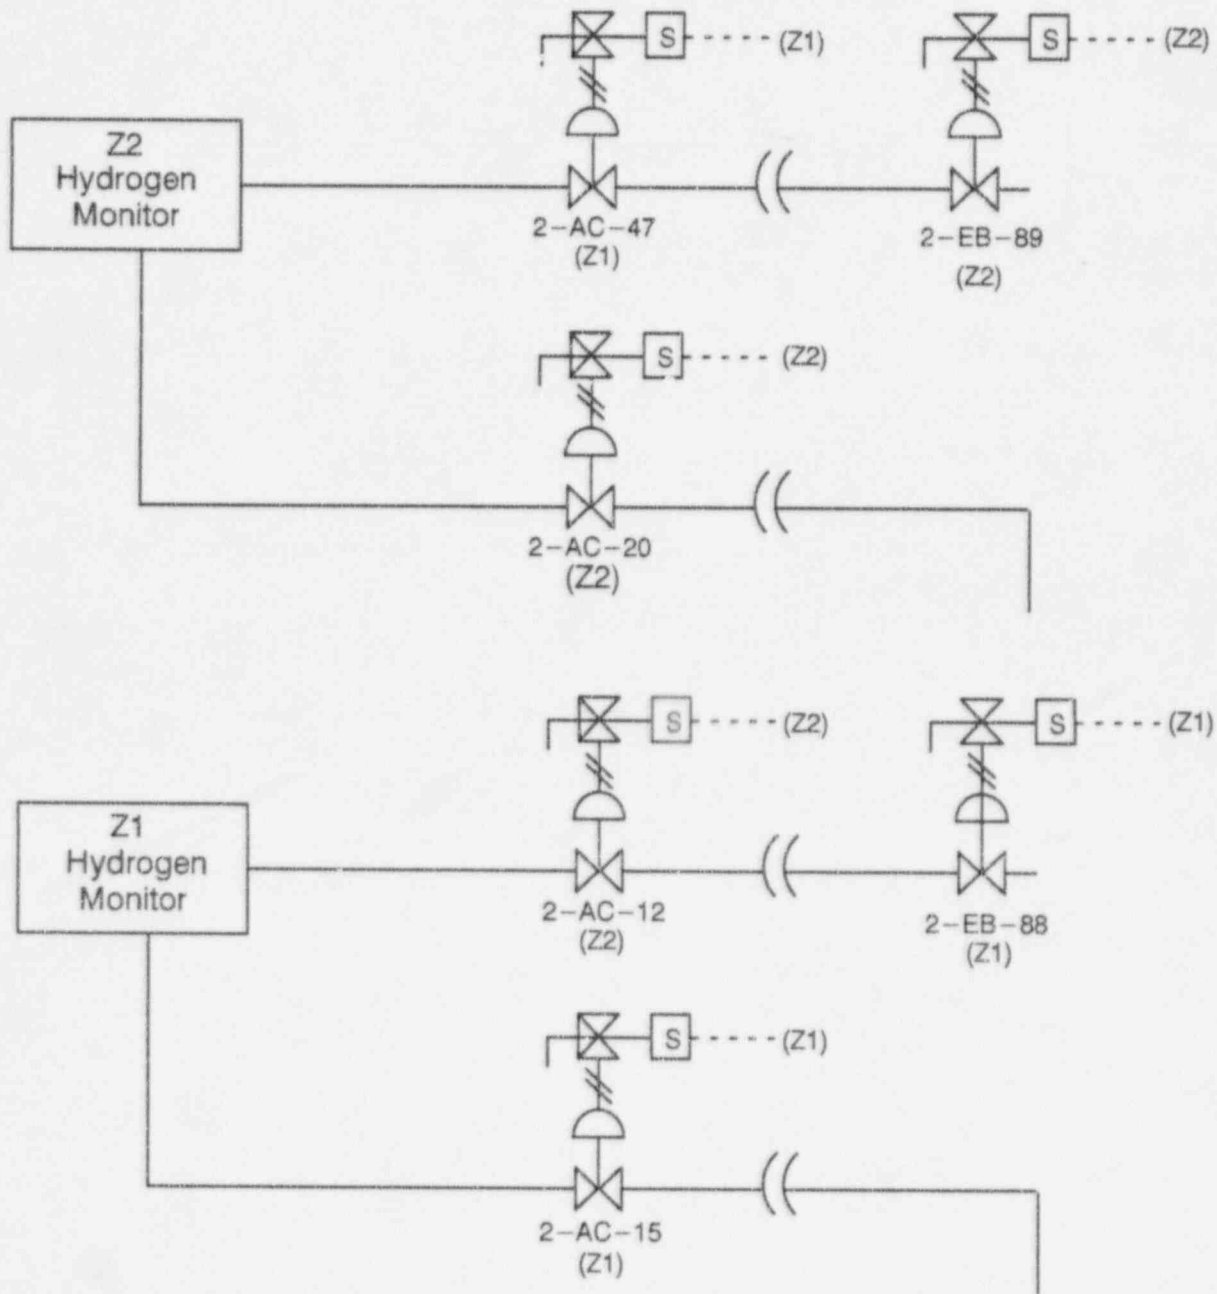 S (Z1)
S (Z2)
Z2
Hydrogen
Monitor
2-AC-47
(Z1)
2-EB-89
(Z2)
S (Z2)
2-AC-20
(Z2)
S (Z2)
S (Z1)
Z1
Hydrogen
Monitor
2-AC-12
(Z2)
2-EB-88
(Z1)
S (Z1)
2-AC-15
(Z1)